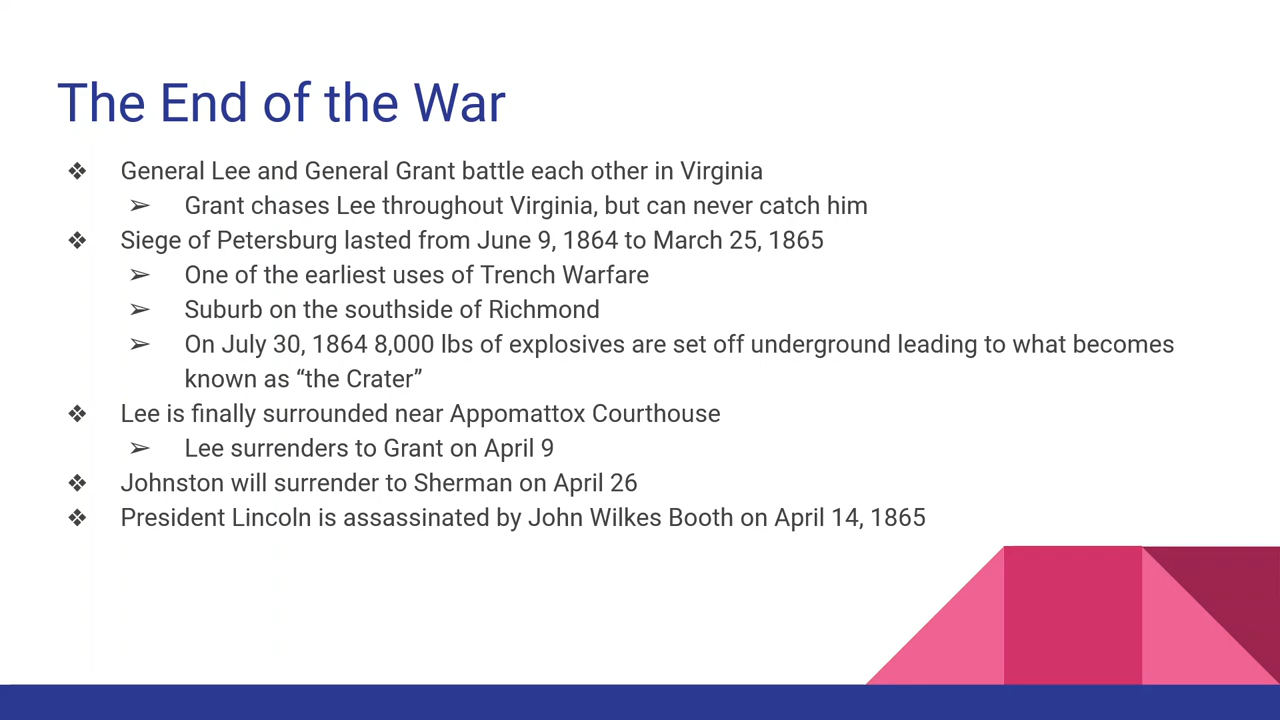 The End of the War
❖ General Lee and General Grant battle each other in Virginia
➢ Grant chases Lee throughout Virginia, but can never catch him
❖ Siege of Petersburg lasted from June 9, 1864 to March 25, 1865
➢ One of the earliest uses of Trench Warfare
➢ Suburb on the southside of Richmond
➢ On July 30, 1864 8,000 lbs of explosives are set off underground leading to what becomes
known as “the Crater”
❖ Lee is finally surrounded near Appomattox Courthouse
➢ Lee surrenders to Grant on April 9
❖ Johnston will surrender to Sherman on April 26
❖ President Lincoln is assassinated by John Wilkes Booth on April 14, 1865